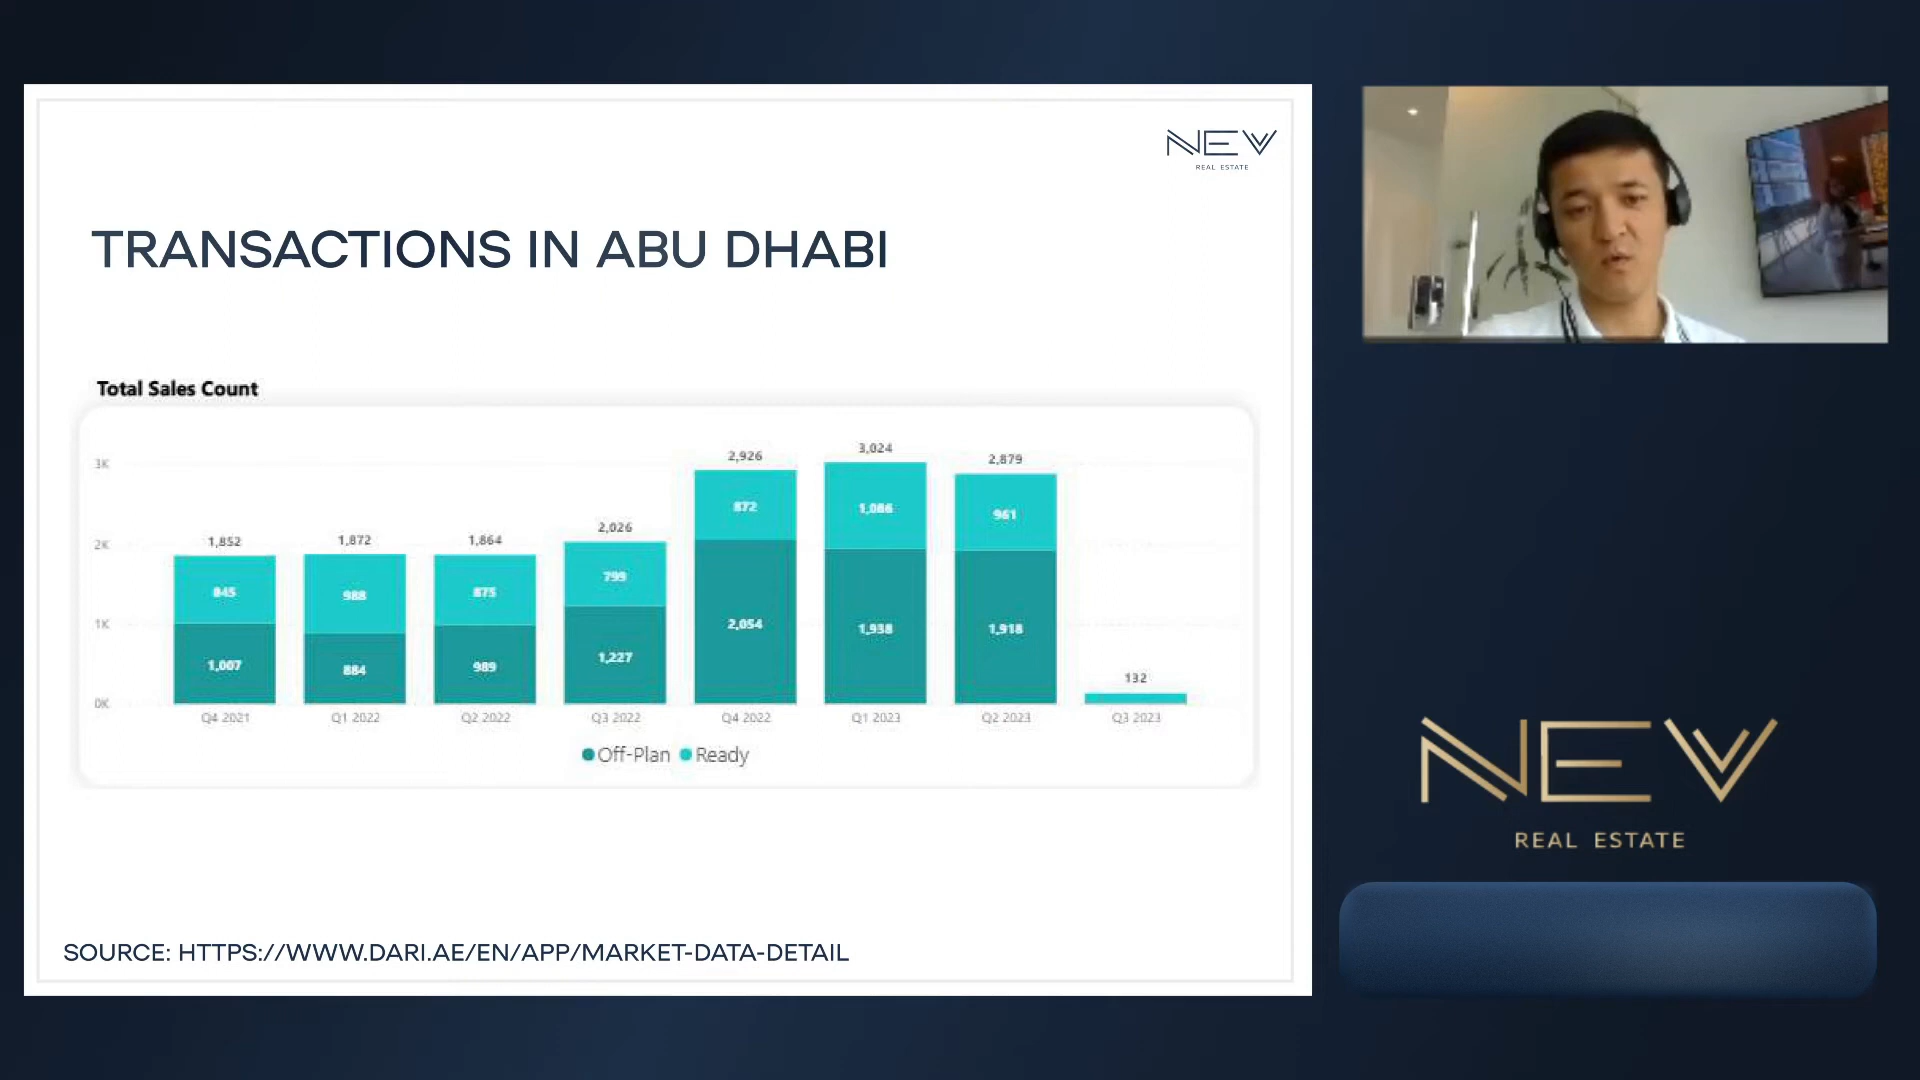 NEV
REAL ESTATE
TRANSACTIONS IN ABU DHABI
Total Sales Count
3K
2K
1K
0K
1,852
1,872
1,864
2,026
2,926
3,024
2,879
132
845
988
875
799
872
1,086
961
1,007
884
989
1,227
2,054
1,938
1,918
Q4 2021
Q1 2022
Q2 2022
Q3 2022
Q4 2022
Q1 2023
Q2 2023
Q3 2023
Off-Plan Ready
SOURCE: HTTPS://WWW.DARI.AE/EN/APP/MARKET-DATA-DETAIL
NEV
REAL ESTATE